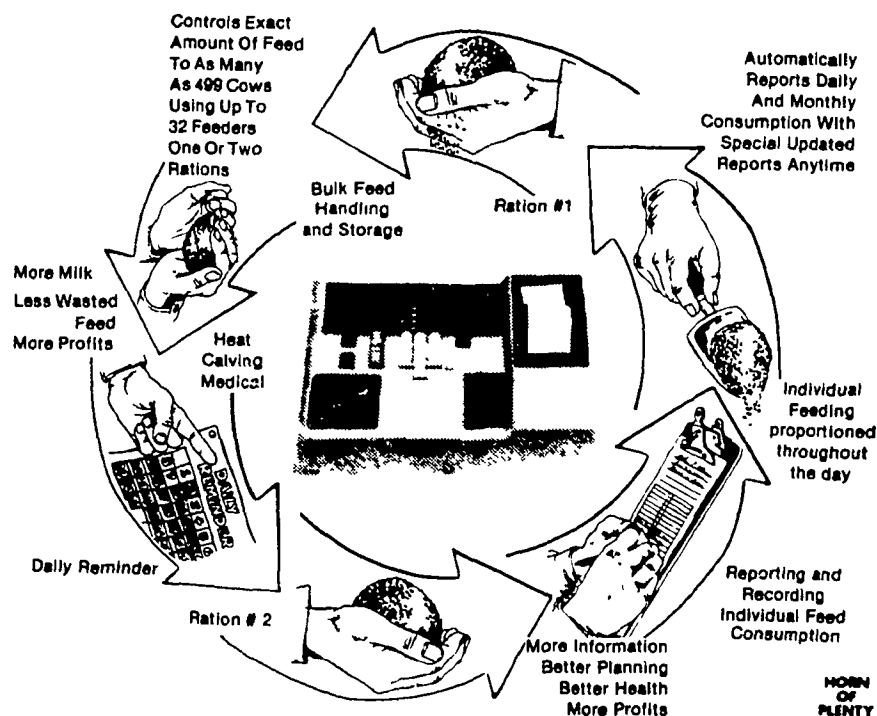 Controls Exact
Amount Of Feed
To As Many
As 499 Cows
Using Up To
32 Feeders
One Or Two
Rations
Automatically
Reports Daily
And Monthly
Consumption With
Special Updated
Reports Anytime
Bulk Feed
Handling
and Storage
Ration #1
More Milk
Less Wasted
Feed
More Profits
Heat
Calving
Medical
Individual
Feeding
proportioned
throughout
the day
DAILY
REMINDER
Daily Reminder
Ration # 2
Reporting and
Recording
Individual Feed
Consumption
More Information
Better Planning
Better Health
More Profits
HORN
OF
PLENTY